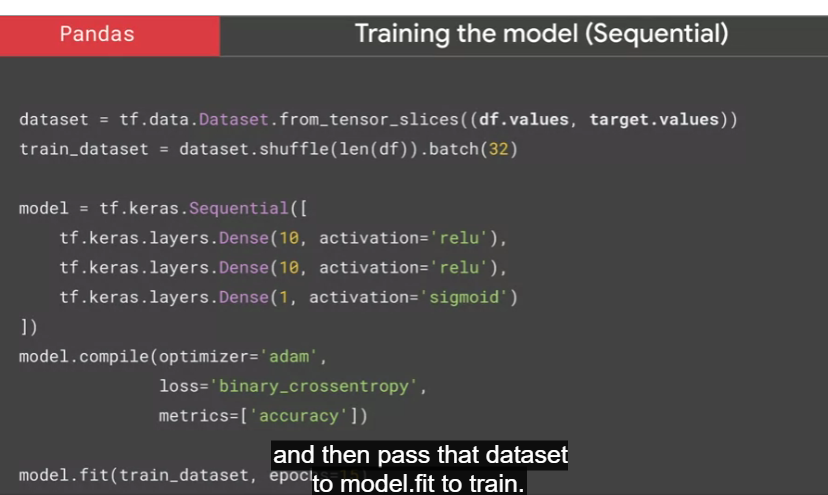 Pandas
Training the model (Sequential)
dataset = tf.data.Dataset.from_tensor_slices((df.values, target.values))
train_dataset = dataset.shuffle(len(df)).batch(32)
model = tf.keras.Sequential([
    tf.keras.layers.Dense(10, activation='relu'),
    tf.keras.layers.Dense(10, activation='relu'),
    tf.keras.layers.Dense(1, activation='sigmoid')
])
model.compile(optimizer='adam',
              loss='binary_crossentropy',
              metrics=['accuracy'])
and then pass that dataset
model.fit(train_dataset, epochs=15)
to model.fit to train.